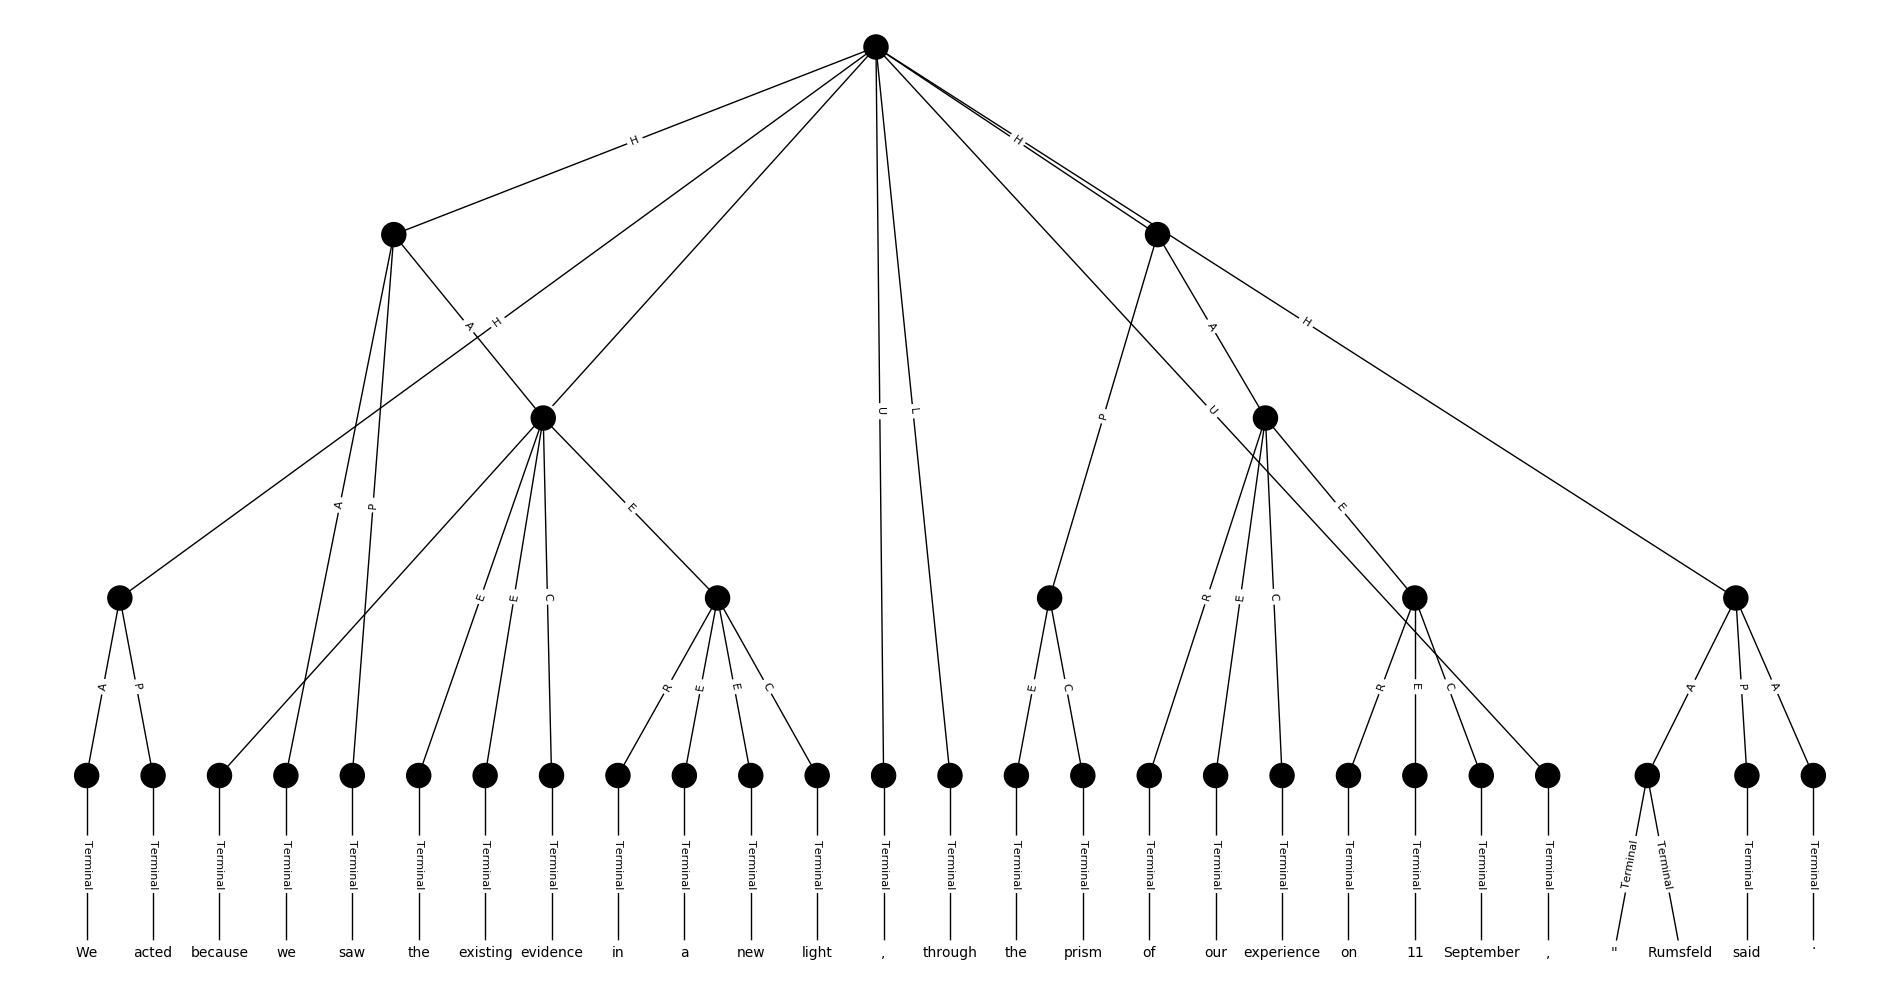 H H
A H H
A U L P A U
A P E R E
E E C E R E C
A P R E E C E C R E C A P A
Terminal Terminal Terminal Terminal Terminal Terminal Terminal Terminal Terminal Terminal Terminal Terminal Terminal Terminal Terminal Terminal Terminal Terminal Terminal Terminal Terminal Terminal Terminal Terminal Terminal Terminal Terminal
We acted because we saw the existing evidence in a new light , through the prism of our experience on 11 September , " Rumsfeld said .